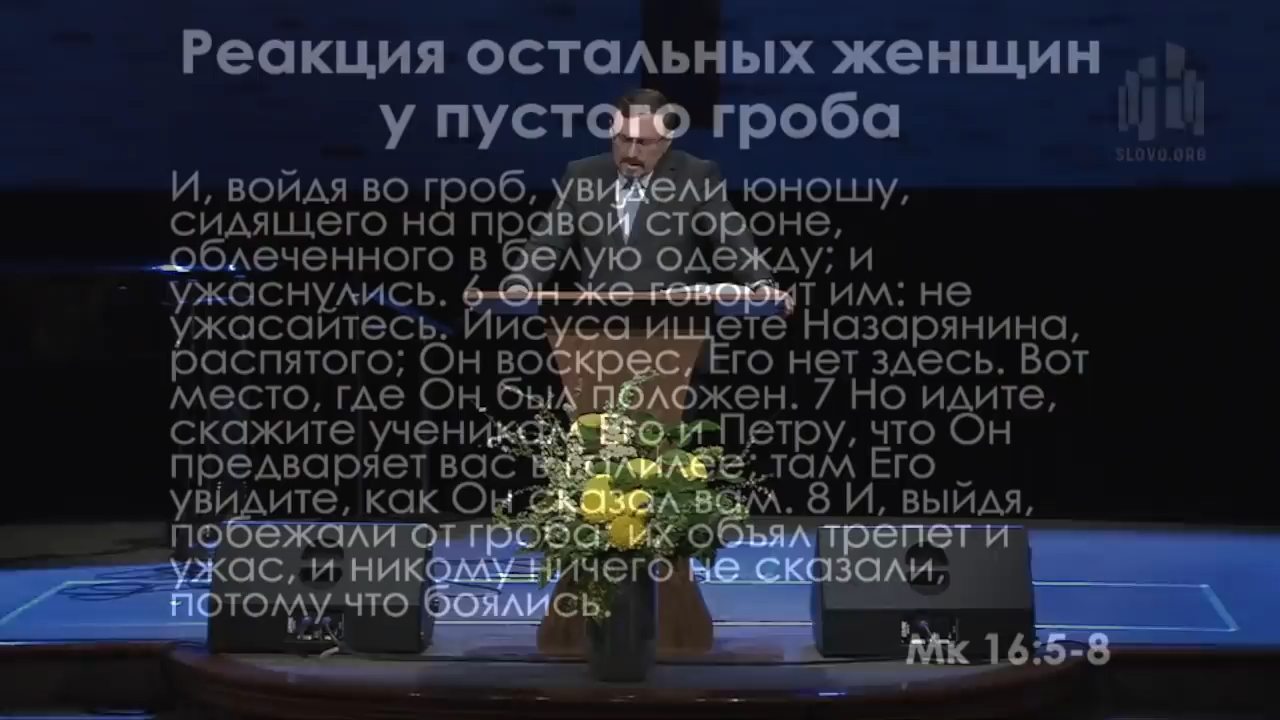 Реакция остальных женщин
у пустого гроба
SLOVO.ORG
И, войдя во гроб, увидели юношу,
сидящего на правой стороне,
облеченного в белую одежду; и
ужаснулись. 6 Он же говорит им: не
ужасайтесь. Иисуса ищете Назарянина,
распятого; Он воскрес, Его нет здесь. Вот
место, где Он был положен. 7 Но идите,
скажите ученикам Его и Петру, что Он
предваряет вас в Галилее; там Его
увидите, как Он сказал вам. 8 И, выйдя,
побежали от гроба; их объял трепет и
ужас, и никому ничего не сказали,
потому что боялись.
Мк 16:5-8